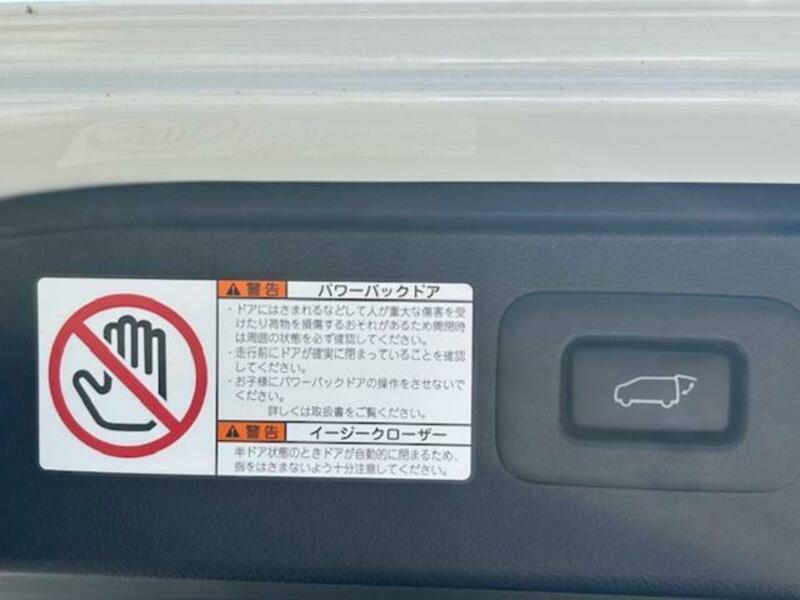 警告 パワーバックドア
・ドアにはさまれるなどして人が重大な傷害を受
けたり荷物を損傷するおそれがあるため開閉時
は周囲の状態を必ず確認してください。
・走行前にドアが確実に閉まっていることを確認
してください。
・お子様にパワーバックドアの操作をさせないで
ください。
詳しくは取扱書をご覧ください。
警告 イージークローザー
半ドア状態のときドアが自動的に閉まるため、
指をはさまないよう十分注意してください。